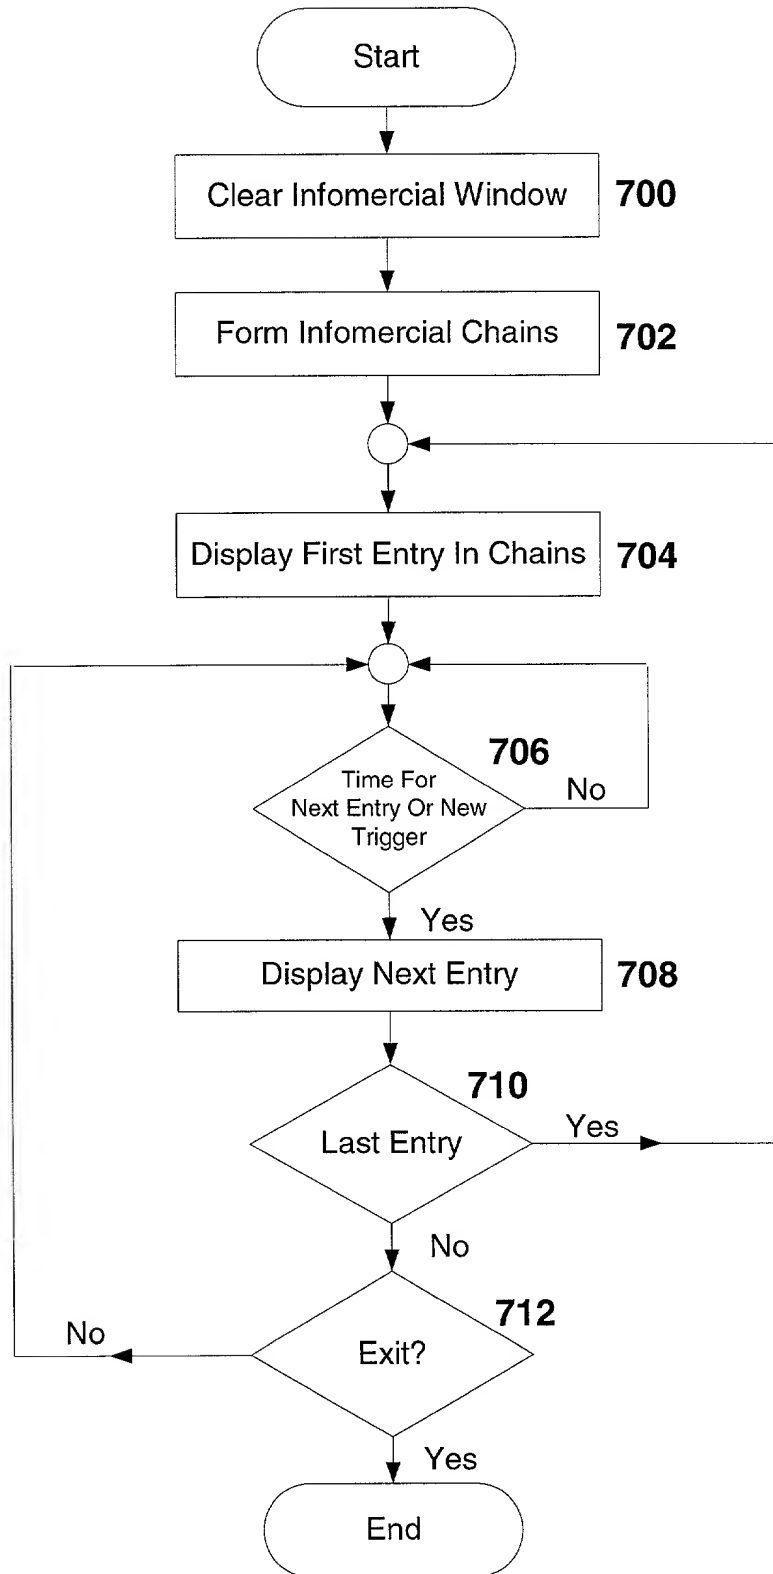 Start
Clear Infomercial Window 700
Form Infomercial Chains 702
Display First Entry In Chains 704
706
Time For
Next Entry Or New
Trigger
No
Yes
Display Next Entry 708
710
Last Entry
Yes
No
712
Exit?
No
Yes
End